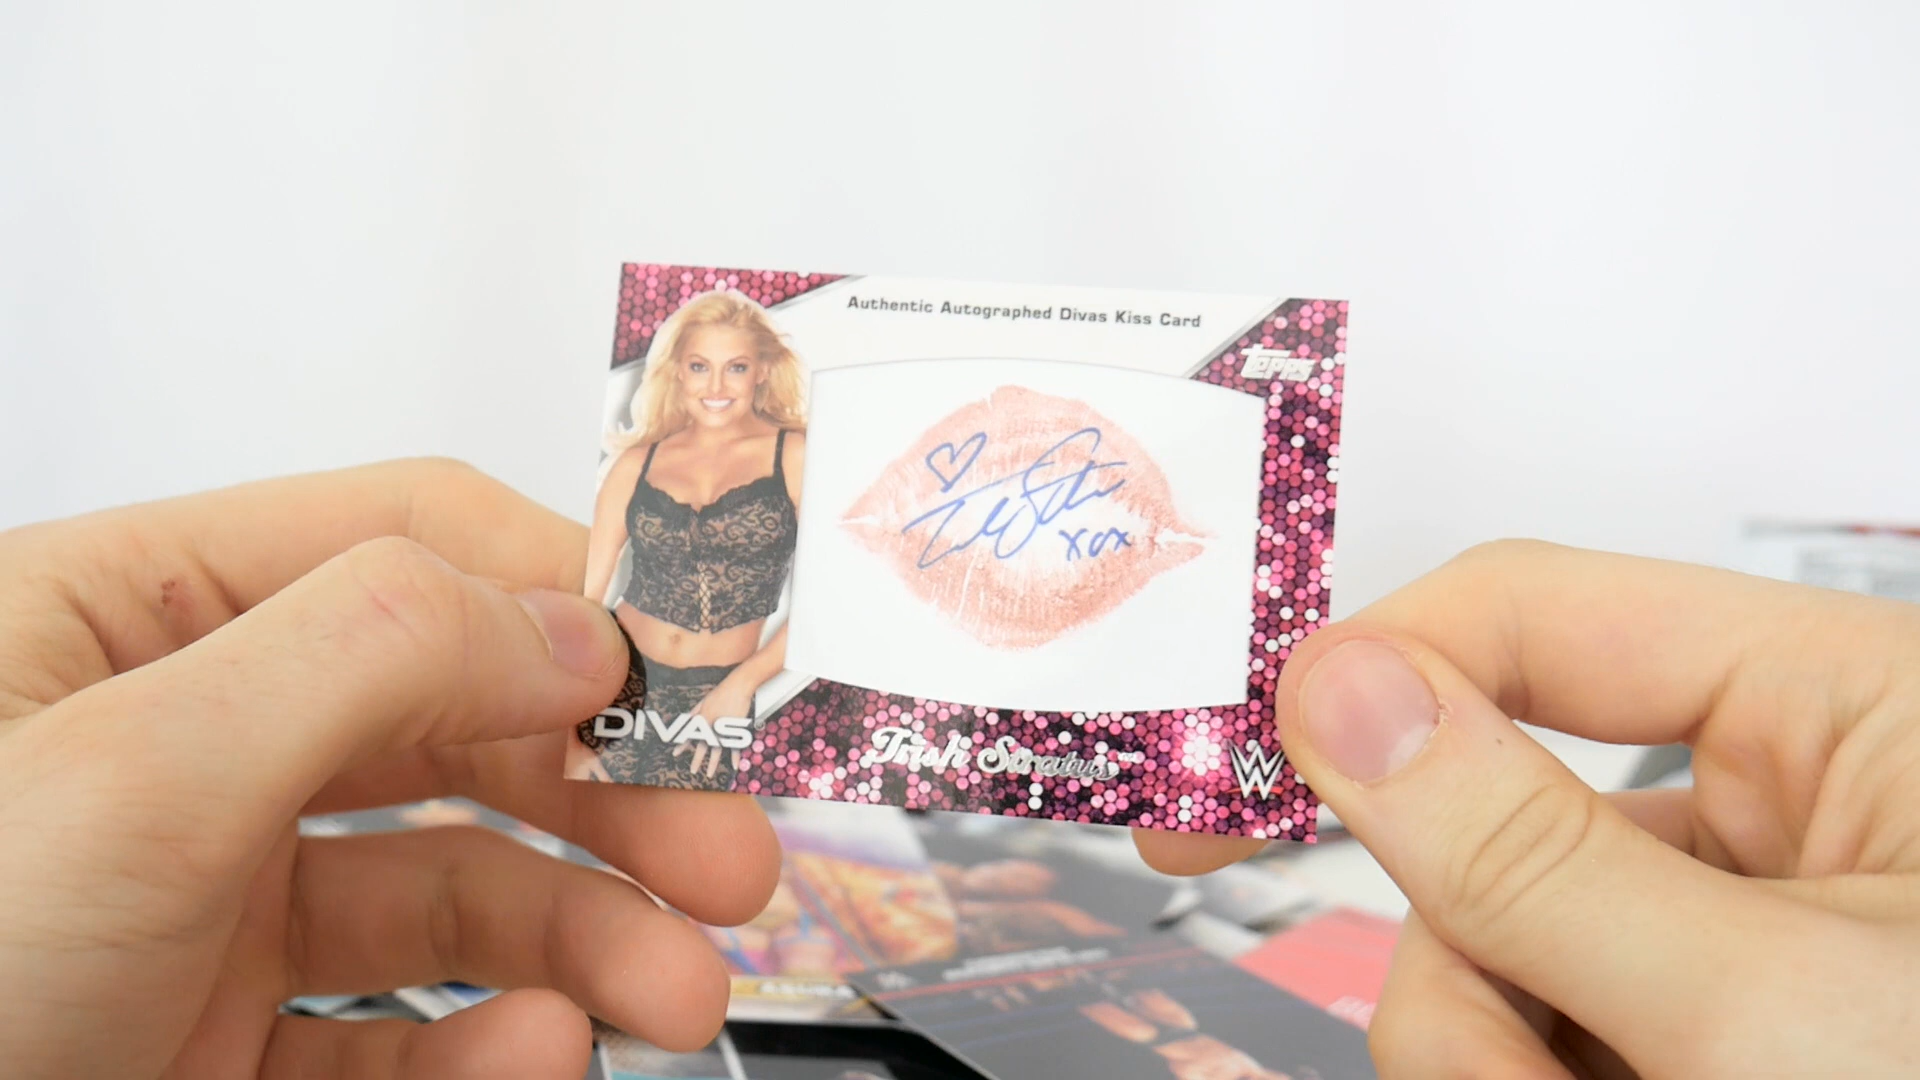 Authentic Autographed Divas Kiss Card
topps
xox
DIVAS
Trish Stratus
W